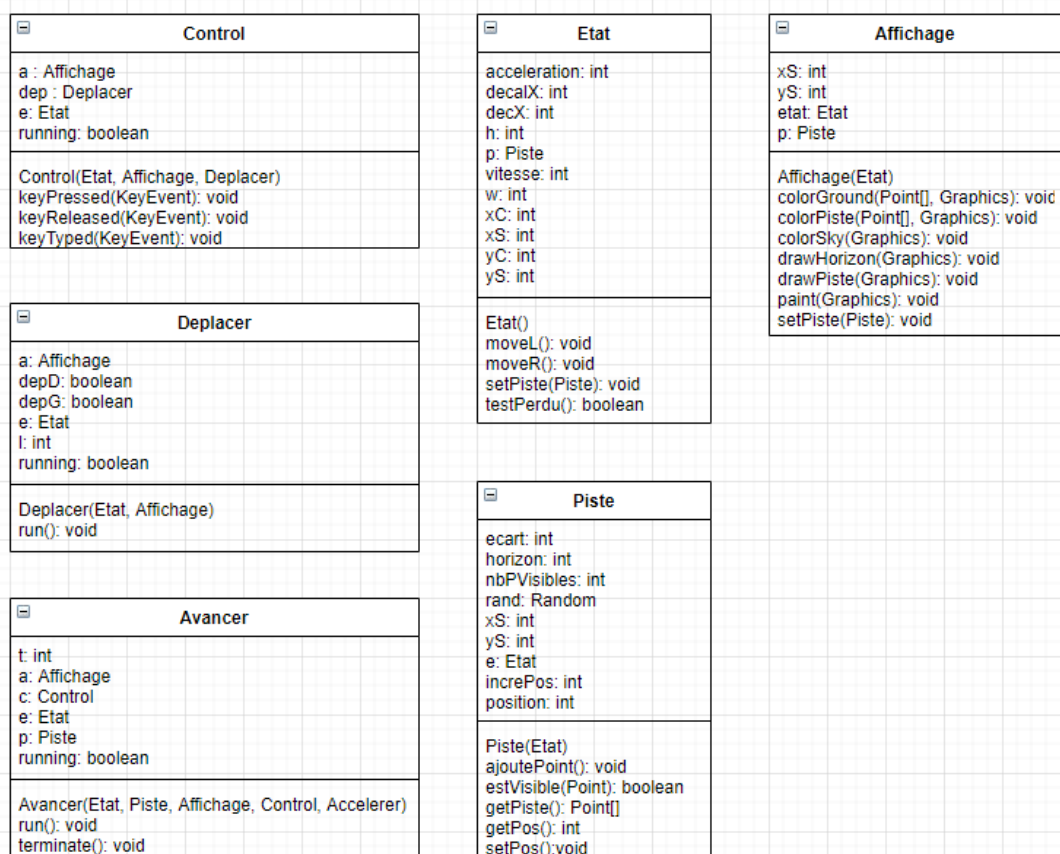 Control
a : Affichage
dep : Deplacer
e: Etat
running: boolean
Control(Etat, Affichage, Deplacer)
keyPressed(KeyEvent): void
keyReleased(KeyEvent): void
keyTyped(KeyEvent): void
Deplacer
a: Affichage
depD: boolean
depG: boolean
e: Etat
l: int
running: boolean
Deplacer(Etat, Affichage)
run(): void
Avancer
t: int
a: Affichage
c: Control
e: Etat
p: Piste
running: boolean
Avancer(Etat, Piste, Affichage, Control, Accelerer)
run(): void
terminate(): void
Etat
acceleration: int
decalX: int
decX: int
h: int
p: Piste
vitesse: int
w: int
xC: int
xS: int
yC: int
yS: int
Etat()
moveL(): void
moveR(): void
setPiste(Piste): void
testPerdu(): boolean
Piste
ecart: int
horizon: int
nbPVisibles: int
rand: Random
xS: int
yS: int
e: Etat
increPos: int
position: int
Piste(Etat)
ajoutePoint(): void
estVisible(Point): boolean
getPiste(): Point[]
getPos(): int
setPos():void
Affichage
xS: int
yS: int
etat: Etat
p: Piste
Affichage(Etat)
colorGround(Point[], Graphics): void
colorPiste(Point[], Graphics): void
colorSky(Graphics): void
drawHorizon(Graphics): void
drawPiste(Graphics): void
paint(Graphics): void
setPiste(Piste): void